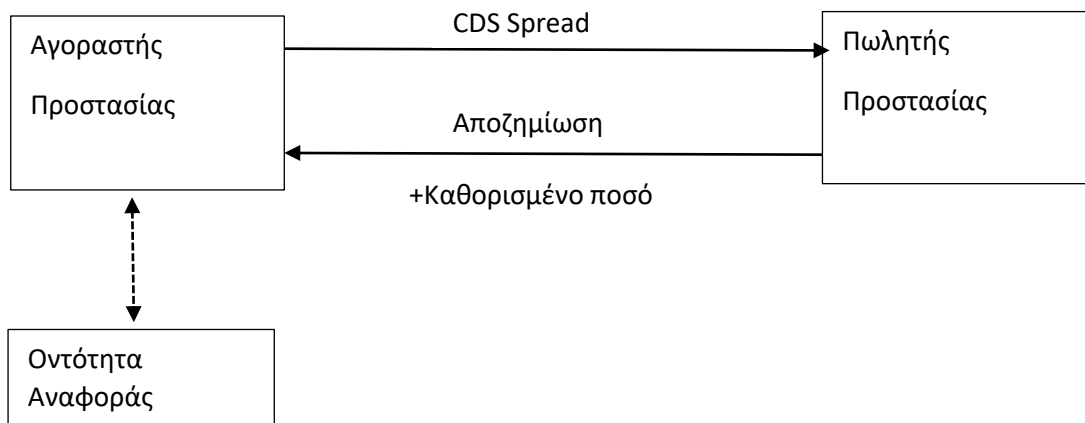 Αγοραστής
Προστασίας
CDS Spread
Πωλητής
Προστασίας
Αποζημίωση
+Καθορισμένο ποσό
Οντότητα
Αναφοράς